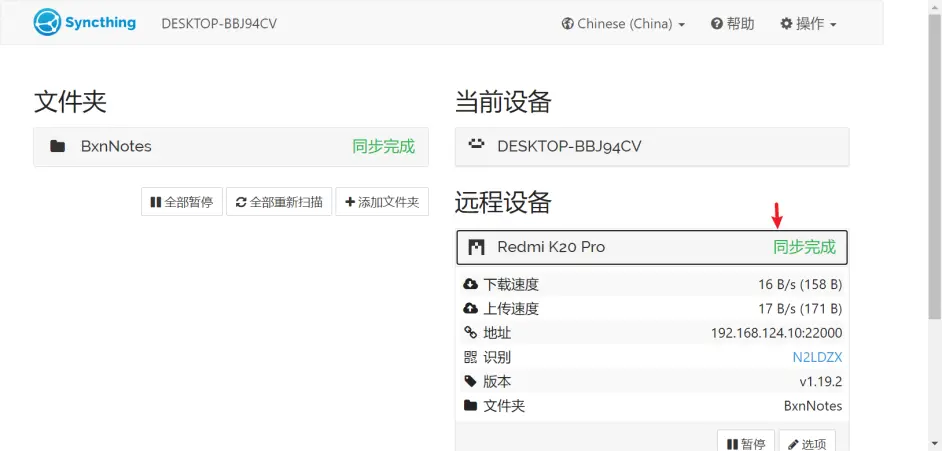 Syncthing DESKTOP-BBJ94CV Chinese (China) 帮助 操作
文件夹
BxnNotes 同步完成
全部暂停 全部重新扫描 添加文件夹
当前设备
DESKTOP-BBJ94CV
远程设备
Redmi K20 Pro 同步完成
下载速度 16 B/s (158 B)
上传速度 17 B/s (171 B)
地址 192.168.124.10:22000
识别 N2LDZX
版本 v1.19.2
文件夹 BxnNotes
暂停 选项